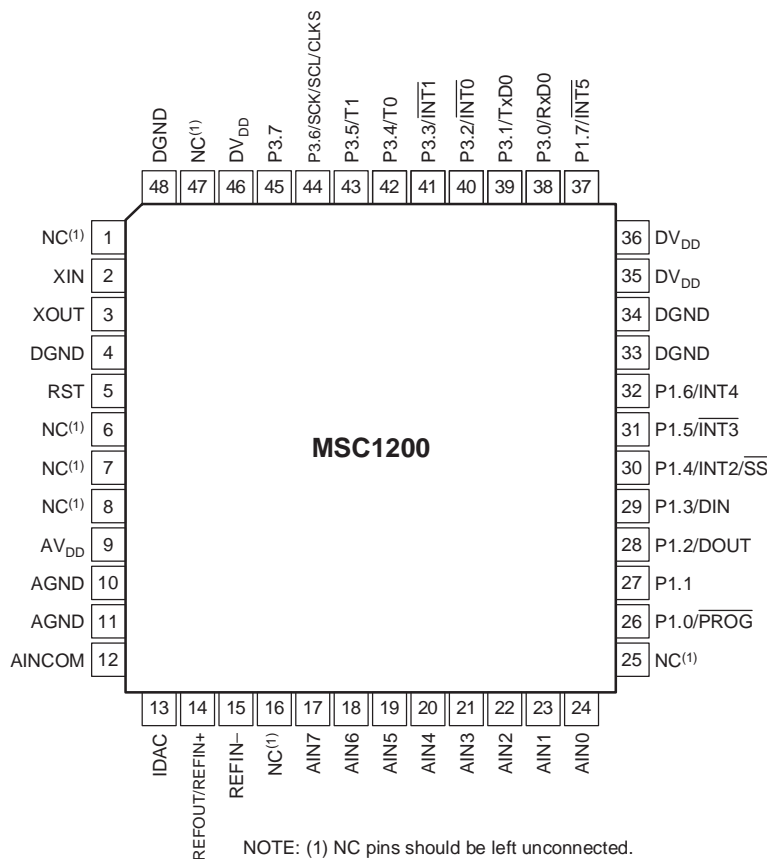 DGND
NC(1)
DVDD
P3.7
P3.6/SCK/SCL/CLKS
P3.5/T1
P3.4/T0
P3.3/INT1
P3.2/INT0
P3.1/TxD0
P3.0/RxD0
P1.7/INT5
48 47 46 45 44 43 42 41 40 39 38 37
NC(1) 1
XIN 2
XOUT 3
DGND 4
RST 5
NC(1) 6
NC(1) 7
NC(1) 8
AVDD 9
AGND 10
AGND 11
AINCOM 12
MSC1200
36 DVDD
35 DVDD
34 DGND
33 DGND
32 P1.6/INT4
31 P1.5/INT3
30 P1.4/INT2/SS
29 P1.3/DIN
28 P1.2/DOUT
27 P1.1
26 P1.0/PROG
25 NC(1)
13 14 15 16 17 18 19 20 21 22 23 24
IDAC
REFOUT/REFIN+
REFIN−
NC(1)
AIN7
AIN6
AIN5
AIN4
AIN3
AIN2
AIN1
AIN0
NOTE: (1) NC pins should be left unconnected.